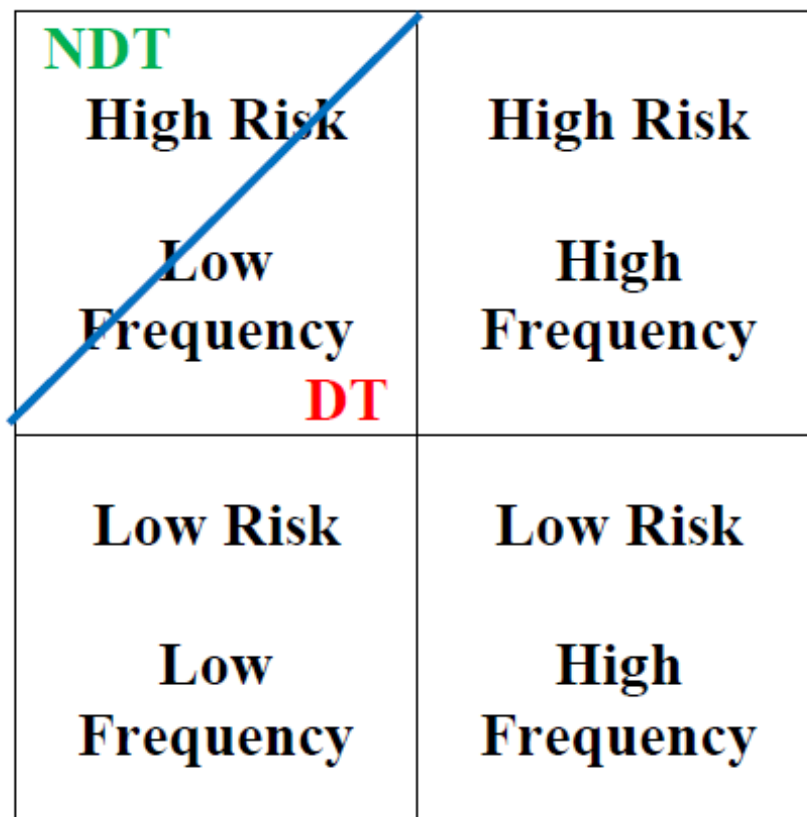 NDT
High Risk
Low
Frequency
DT
High Risk
High
Frequency
Low Risk
Low
Frequency
Low Risk
High
Frequency